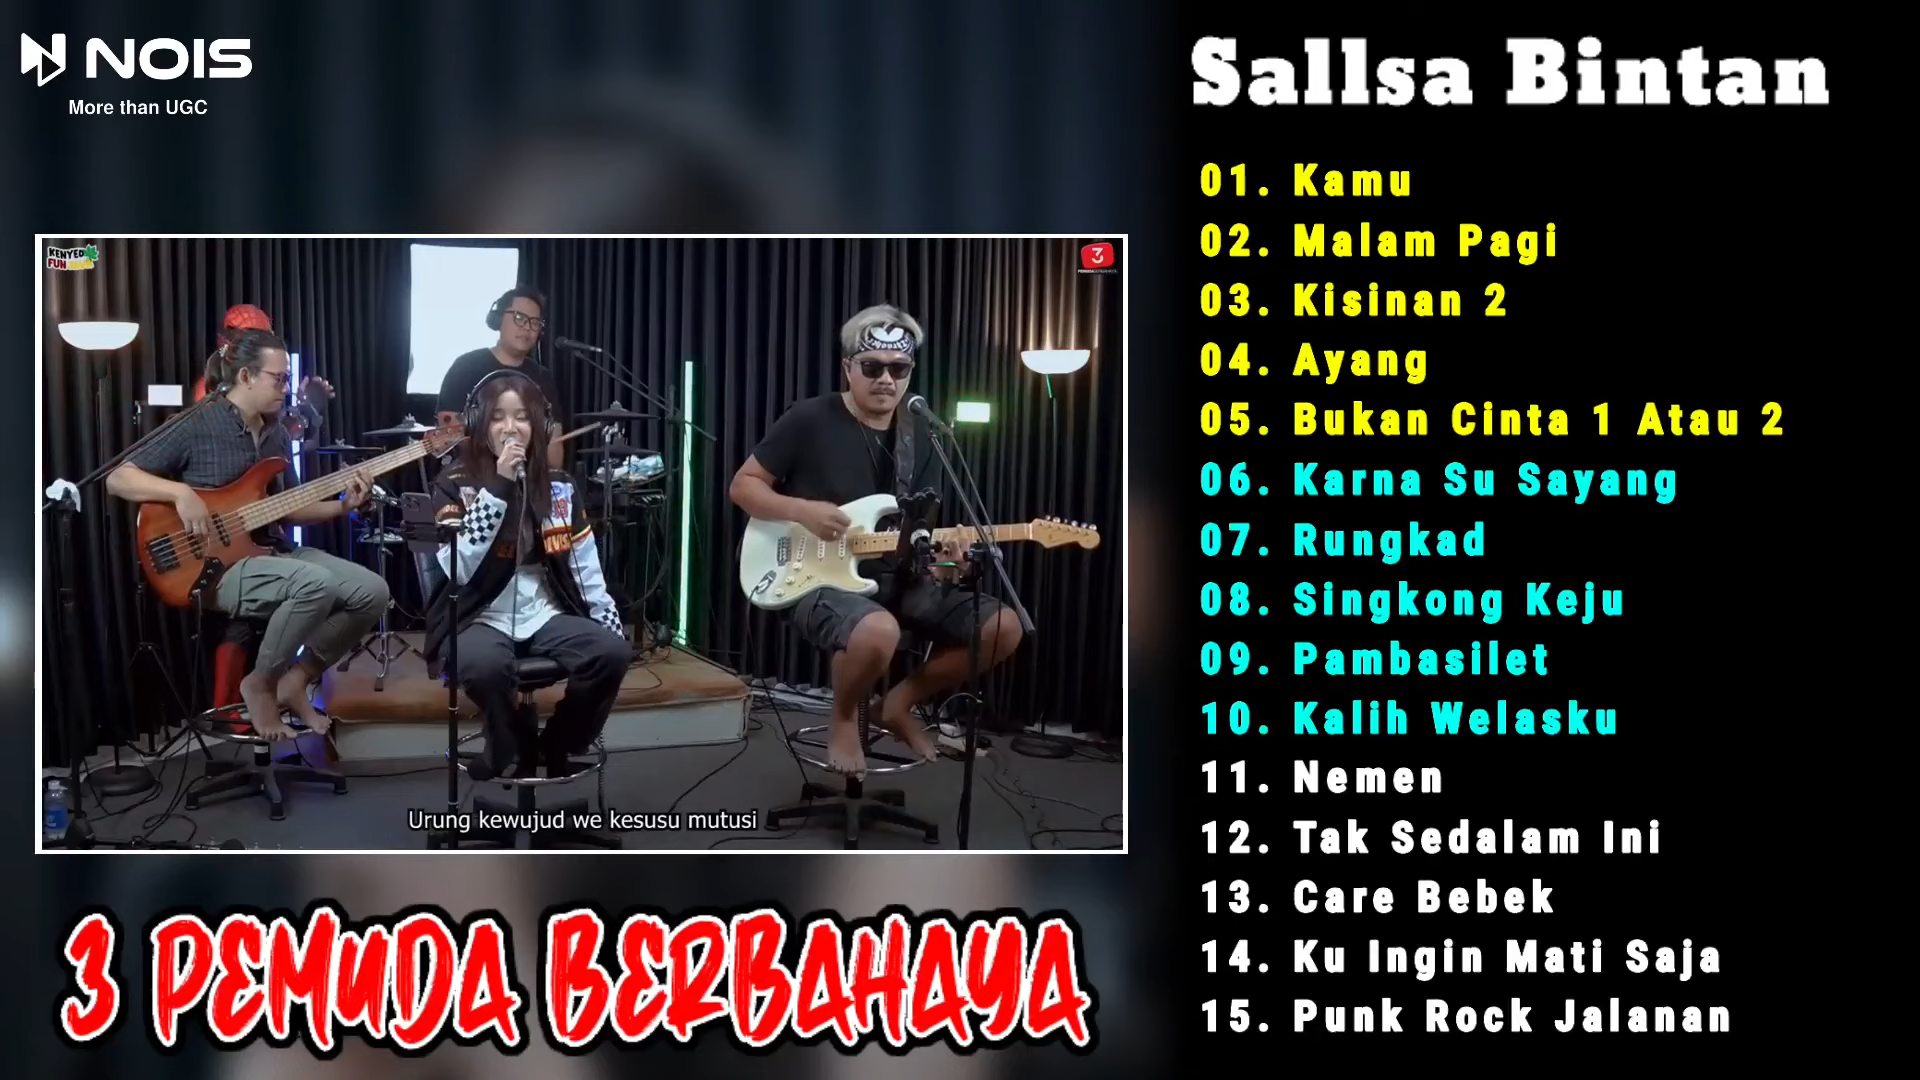 NOIS
More than UGC
Sallsa Bintan
01. Kamu
02. Malam Pagi
03. Kisinan 2
04. Ayang
05. Bukan Cinta 1 Atau 2
06. Karna Su Sayang
07. Rungkad
08. Singkong Keju
09. Pambasilet
10. Kalih Welasku
11. Nemen
12. Tak Sedalam Ini
13. Care Bebek
14. Ku Ingin Mati Saja
15. Punk Rock Jalanan
KENYED
FUN
3
Urung kewujud we kesusu mutusi
3 PEMUDA BERBAHAYA